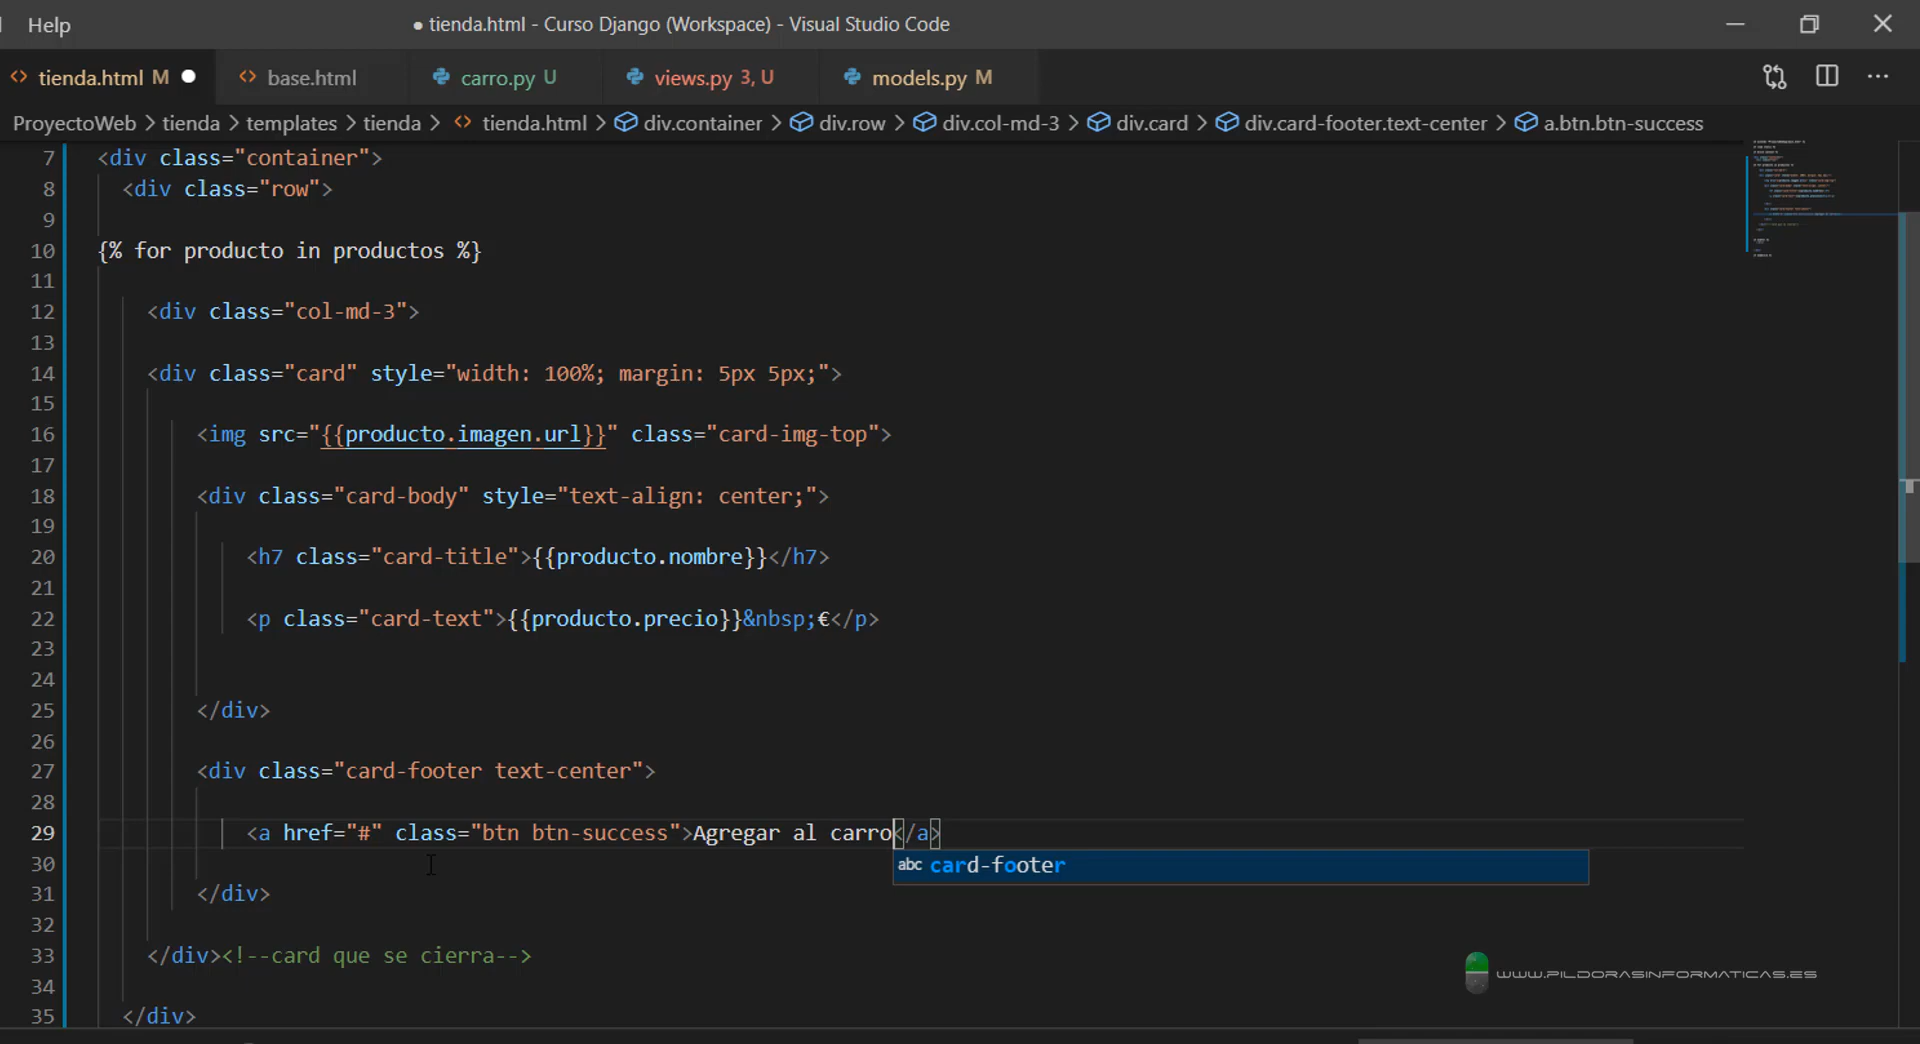 Help
● tienda.html - Curso Django (Workspace) - Visual Studio Code
tienda.html M
base.html
carro.py U
views.py 3, U
models.py M
ProyectoWeb > tienda > templates > tienda > tienda.html > div.container > div.row > div.col-md-3 > div.card > div.card-footer.text-center > a.btn.btn-success
7 <div class="container">
8 <div class="row">
9
10 {% for producto in productos %}
11
12 <div class="col-md-3">
13
14 <div class="card" style="width: 100%; margin: 5px 5px;">
15
16 <img src="{{producto.imagen.url}}" class="card-img-top">
17
18 <div class="card-body" style="text-align: center;">
19
20 <h7 class="card-title">{{producto.nombre}}</h7>
21
22 <p class="card-text">{{producto.precio}}&nbsp;€</p>
23
24
25 </div>
26
27 <div class="card-footer text-center">
28
29 <a href="#" class="btn btn-success">Agregar al carro</a>
abc card-footer
30
31 </div>
32
33 </div><!--card que se cierra-->
34
35 </div>
WWW.PILDORASINFORMATICAS.ES